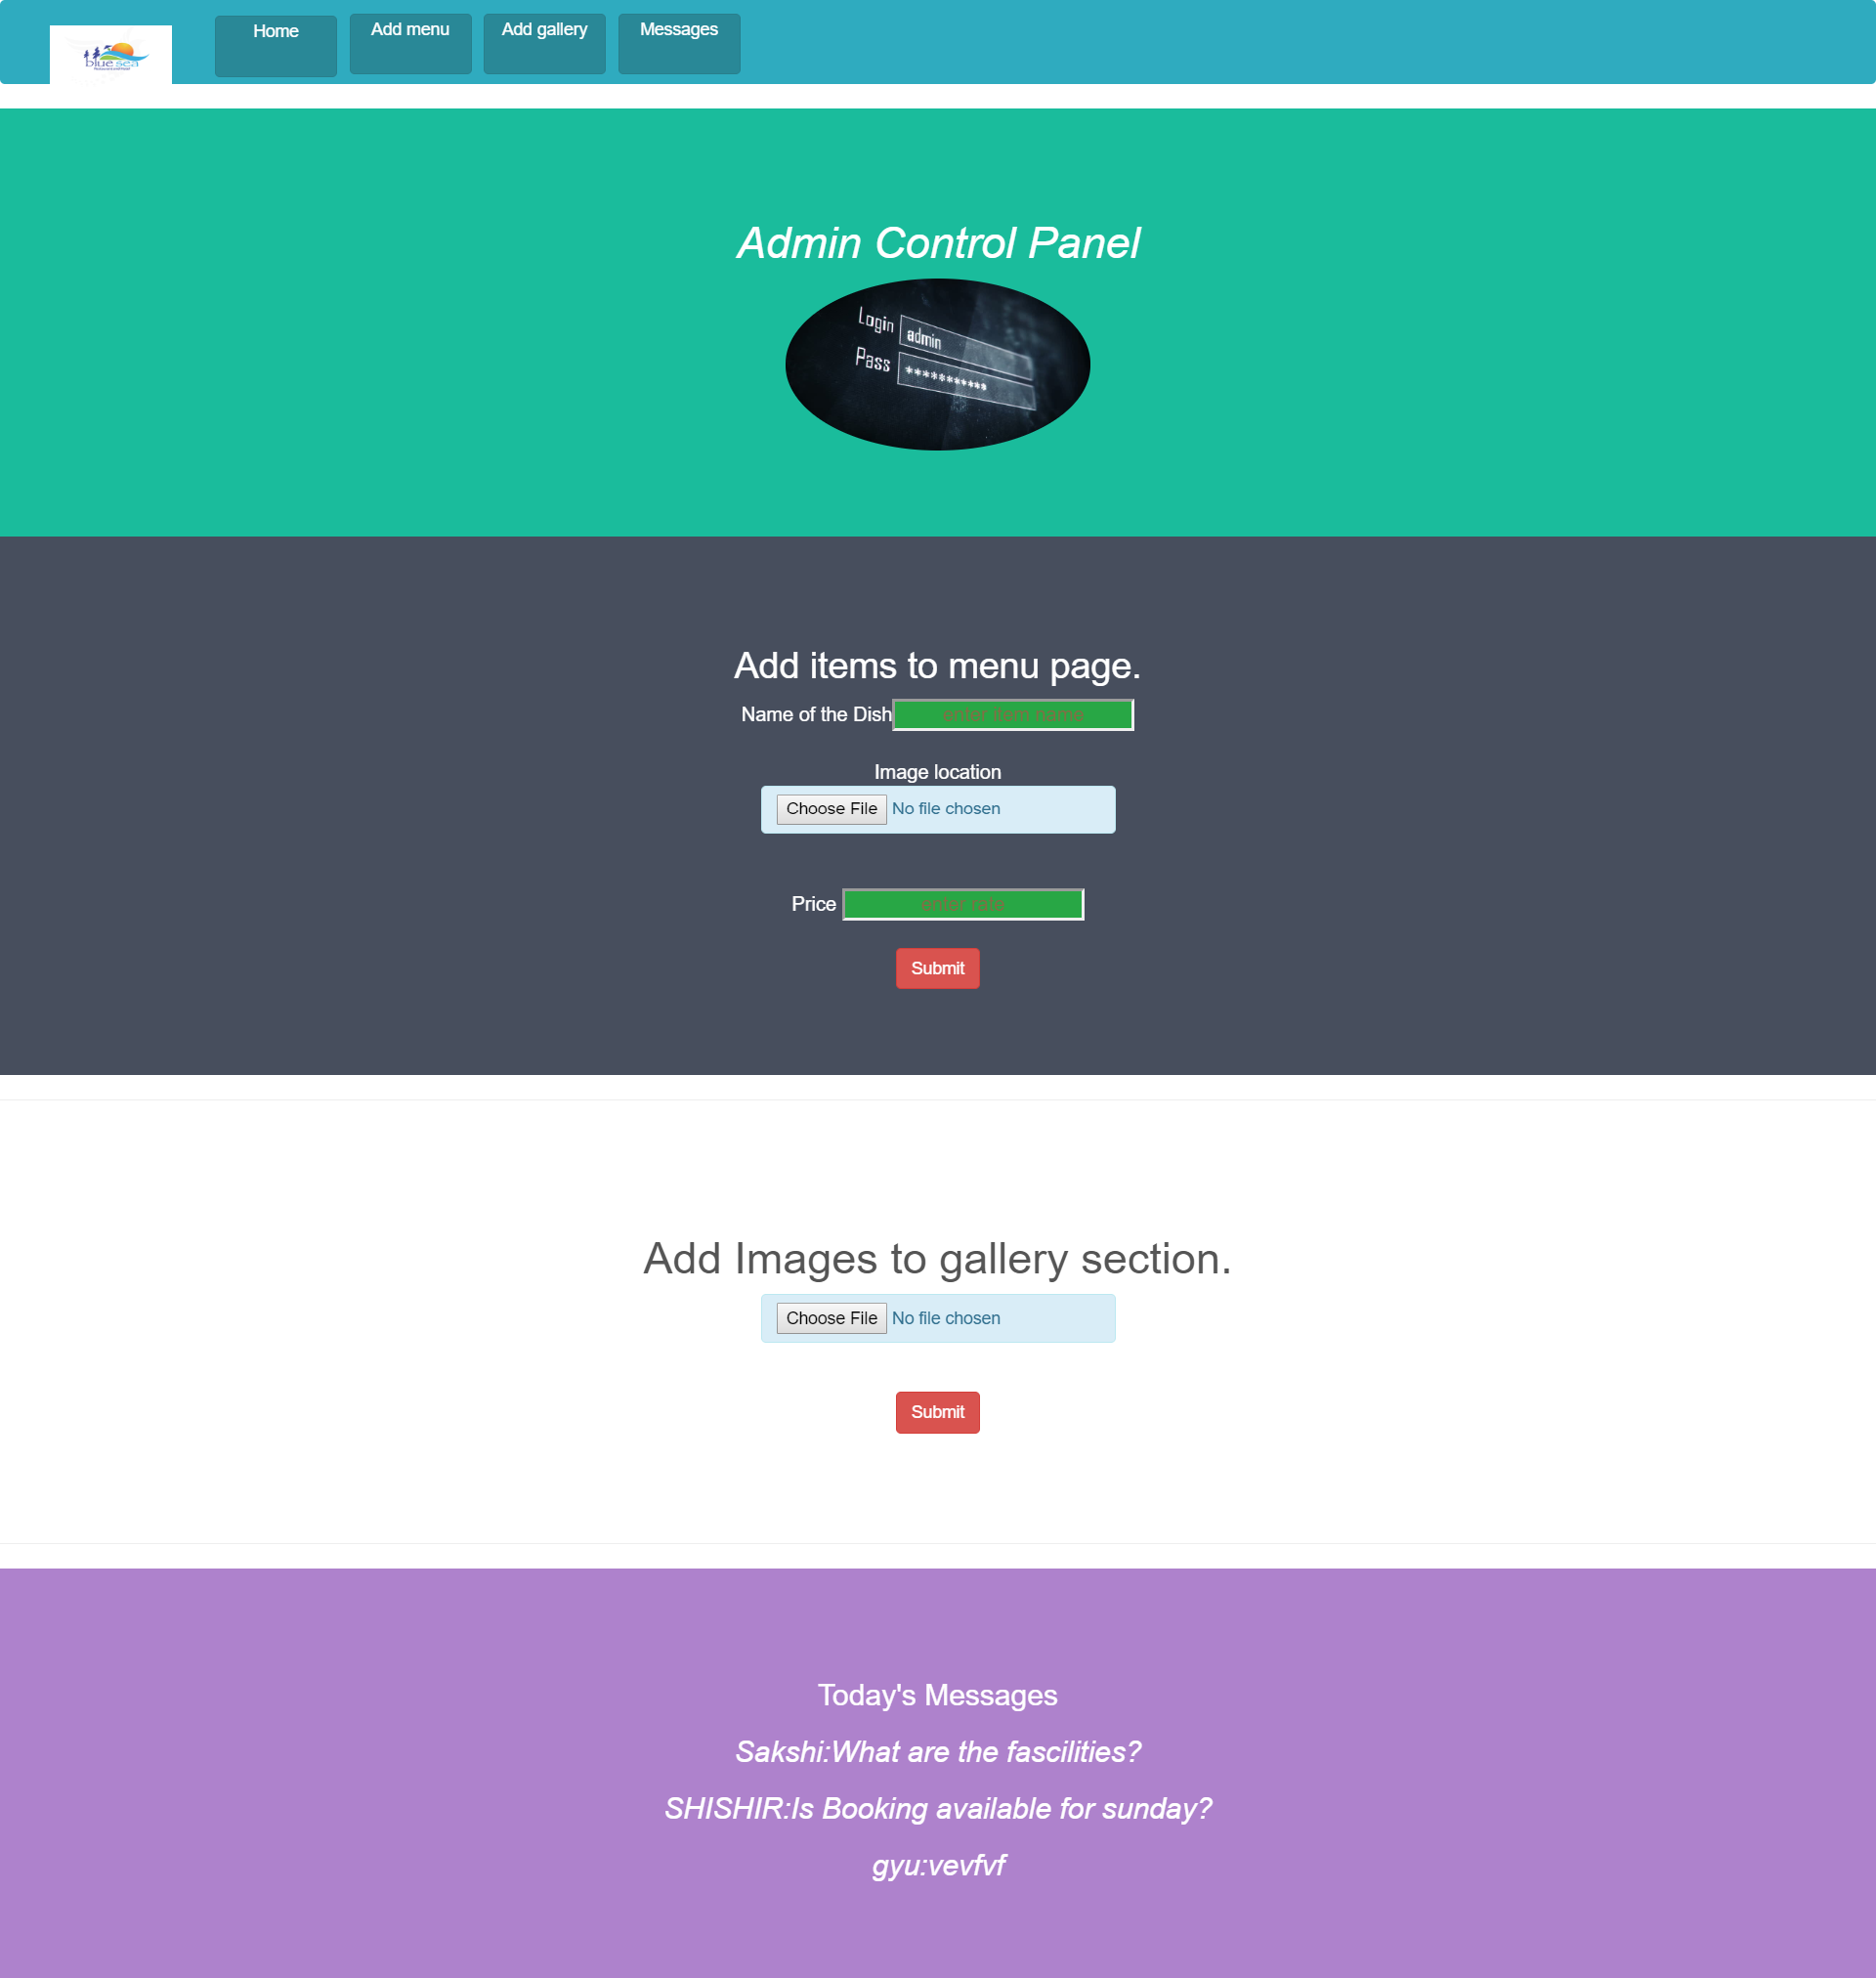 Home
Add menu
Add gallery
Messages
blue sea
Admin Control Panel
Login admin
Pass ***********
Add items to menu page.
Name of the Dish enter item name
Image location
Choose File No file chosen
Price enter rate
Submit
Add Images to gallery section.
Choose File No file chosen
Submit
Today's Messages
Sakshi:What are the fascilities?
SHISHIR:Is Booking available for sunday?
gyu:vevfvf